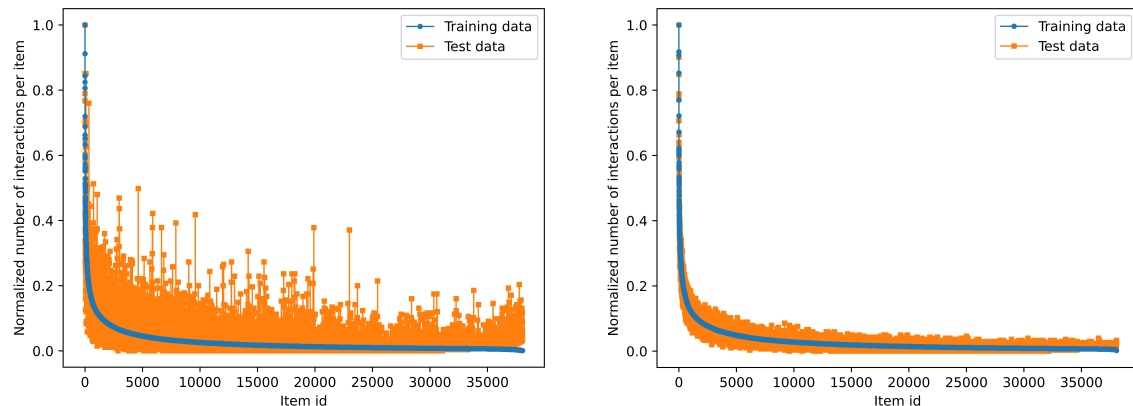 Normalized number of interactions per item
1.0
0.8
0.6
0.4
0.2
0.0
Training data
Test data
0 5000 10000 15000 20000 25000 30000 35000
Item id
Normalized number of interactions per item
1.0
0.8
0.6
0.4
0.2
0.0
Training data
Test data
0 5000 10000 15000 20000 25000 30000 35000
Item id